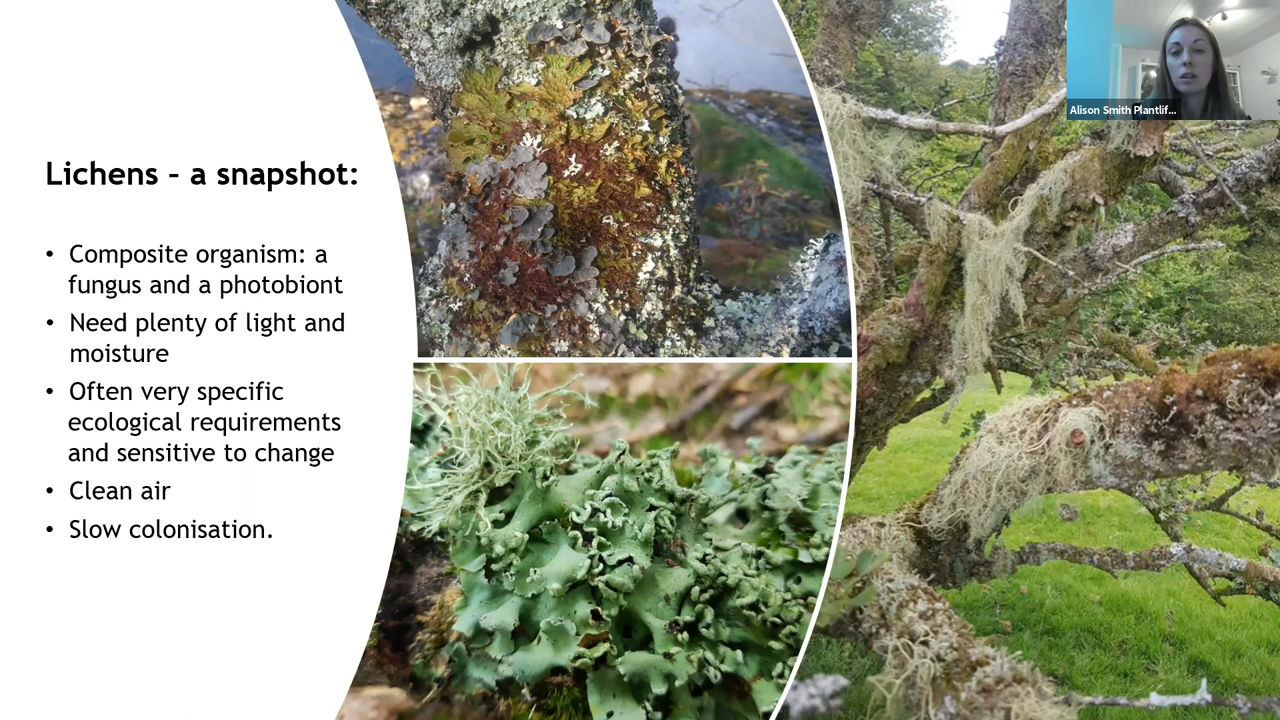 Alison Smith Plantlif...
Lichens - a snapshot:
• Composite organism: a
fungus and a photobiont
• Need plenty of light and
moisture
• Often very specific
ecological requirements
and sensitive to change
• Clean air
• Slow colonisation.